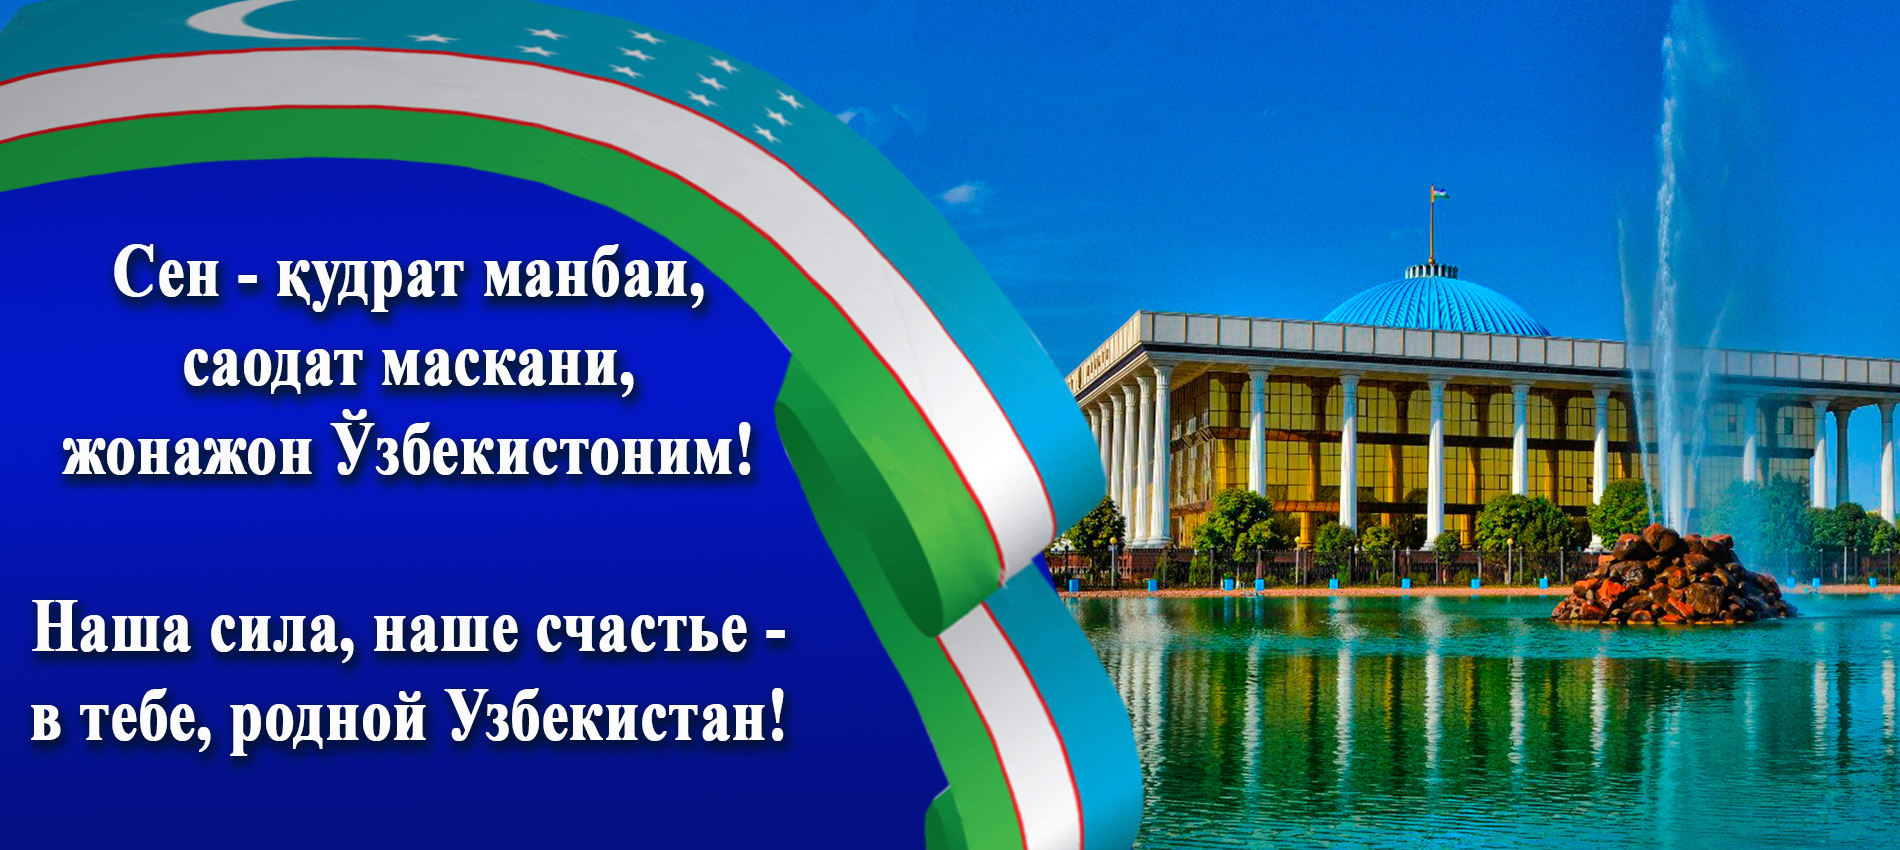 Сен - қудрат манбаи,
саодат маскани,
жонажон Ўзбекистоним!
Наша сила, наше счастье -
в тебе, родной Узбекистан!